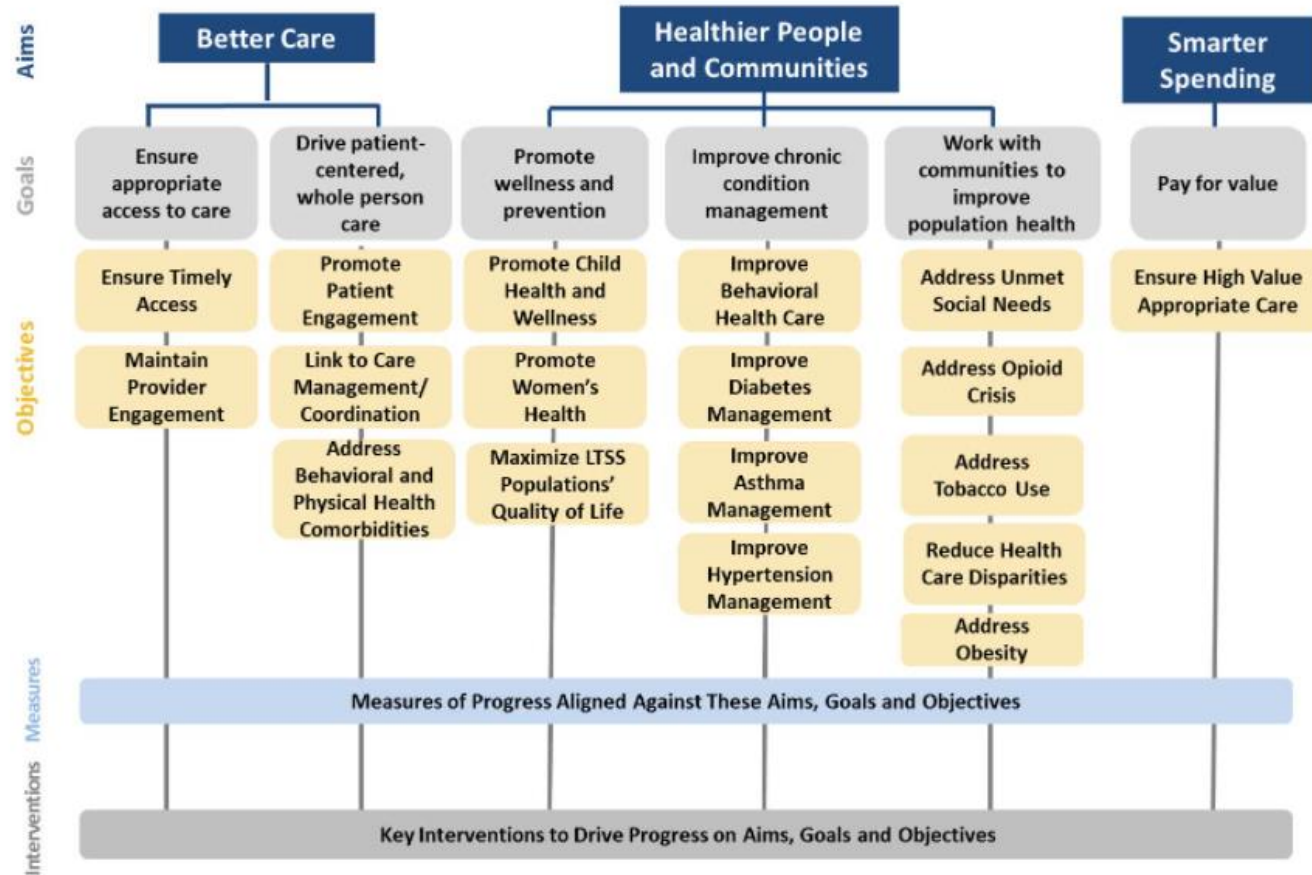 Aims
Better Care
Healthier People
and Communities
Smarter
Spending
Goals
Ensure
appropriate
access to care
Drive patient-
centered,
whole person
care
Promote
wellness and
prevention
Improve chronic
condition
management
Work with
communities to
improve
population health
Pay for value
Objectives
Ensure Timely
Access
Maintain
Provider
Engagement
Promote
Patient
Engagement
Link to Care
Management/
Coordination
Address
Behavioral and
Physical Health
Comorbidities
Promote Child
Health and
Wellness
Promote
Women's
Health
Maximize LTSS
Populations'
Quality of Life
Improve
Behavioral
Health Care
Improve
Diabetes
Management
Improve
Asthma
Management
Improve
Hypertension
Management
Address Unmet
Social Needs
Address Opioid
Crisis
Address
Tobacco Use
Reduce Health
Care Disparities
Address
Obesity
Ensure High Value
Appropriate Care
Measures
Measures of Progress Aligned Against These Aims, Goals and Objectives
Interventions
Key Interventions to Drive Progress on Aims, Goals and Objectives